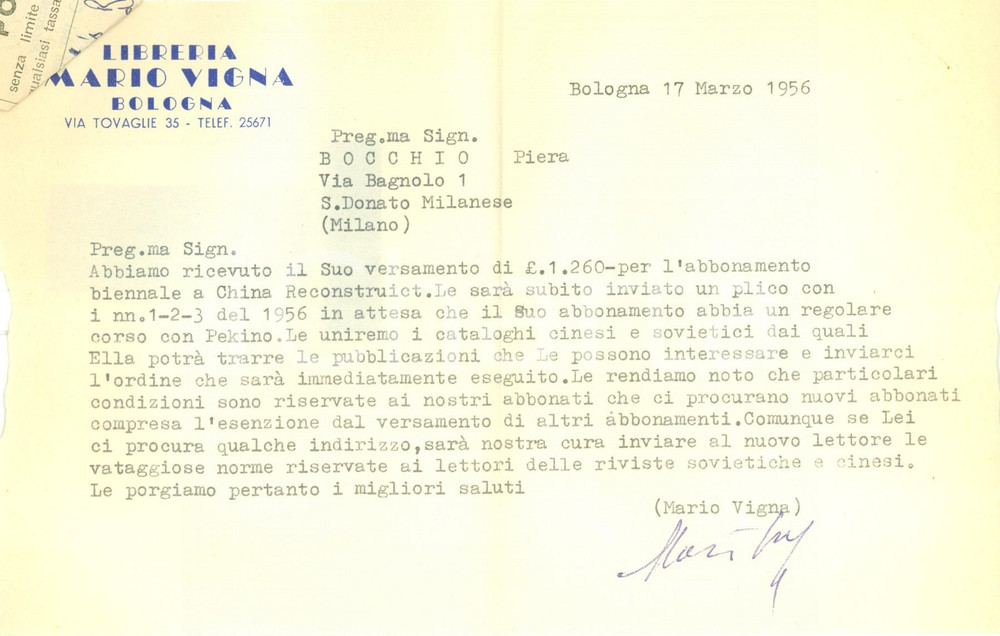 PO
senza limite
ualsiasi tassa
LIBRERIA
MARIO VIGNA
BOLOGNA
VIA TOVAGLIE 35 - TELEF. 25671
Bologna 17 Marzo 1956
Preg.ma Sign.
B O C C H I O Piera
Via Bagnolo 1
S.Donato Milanese
(Milano)
Preg.ma Sign.
Abbiamo ricevuto il Suo versamento di £.1.260-per l'abbonamento
biennale a China Reconstruict.Le sarà subito inviato un plico con
i nn.1-2-3 del 1956 in attesa che il Suo abbonamento abbia un regolare
corso con Pekino.Le uniremo i cataloghi cinesi e sovietici dai quali
Ella potrà trarre le pubblicazioni che Le possono interessare e inviarci
l'ordine che sarà immediatamente eseguito.Le rendiamo noto che particolari
condizioni sono riservate ai nostri abbonati che ci procurano nuovi abbonati
compresa l'esenzione dal versamento di altri abbonamenti.Comunque se Lei
ci procura qualche indirizzo,sarà nostra cura inviare al nuovo lettore le
vataggiose norme riservate ai lettori delle riviste sovietiche e cinesi.
Le porgiamo pertanto i migliori saluti
(Mario Vigna)